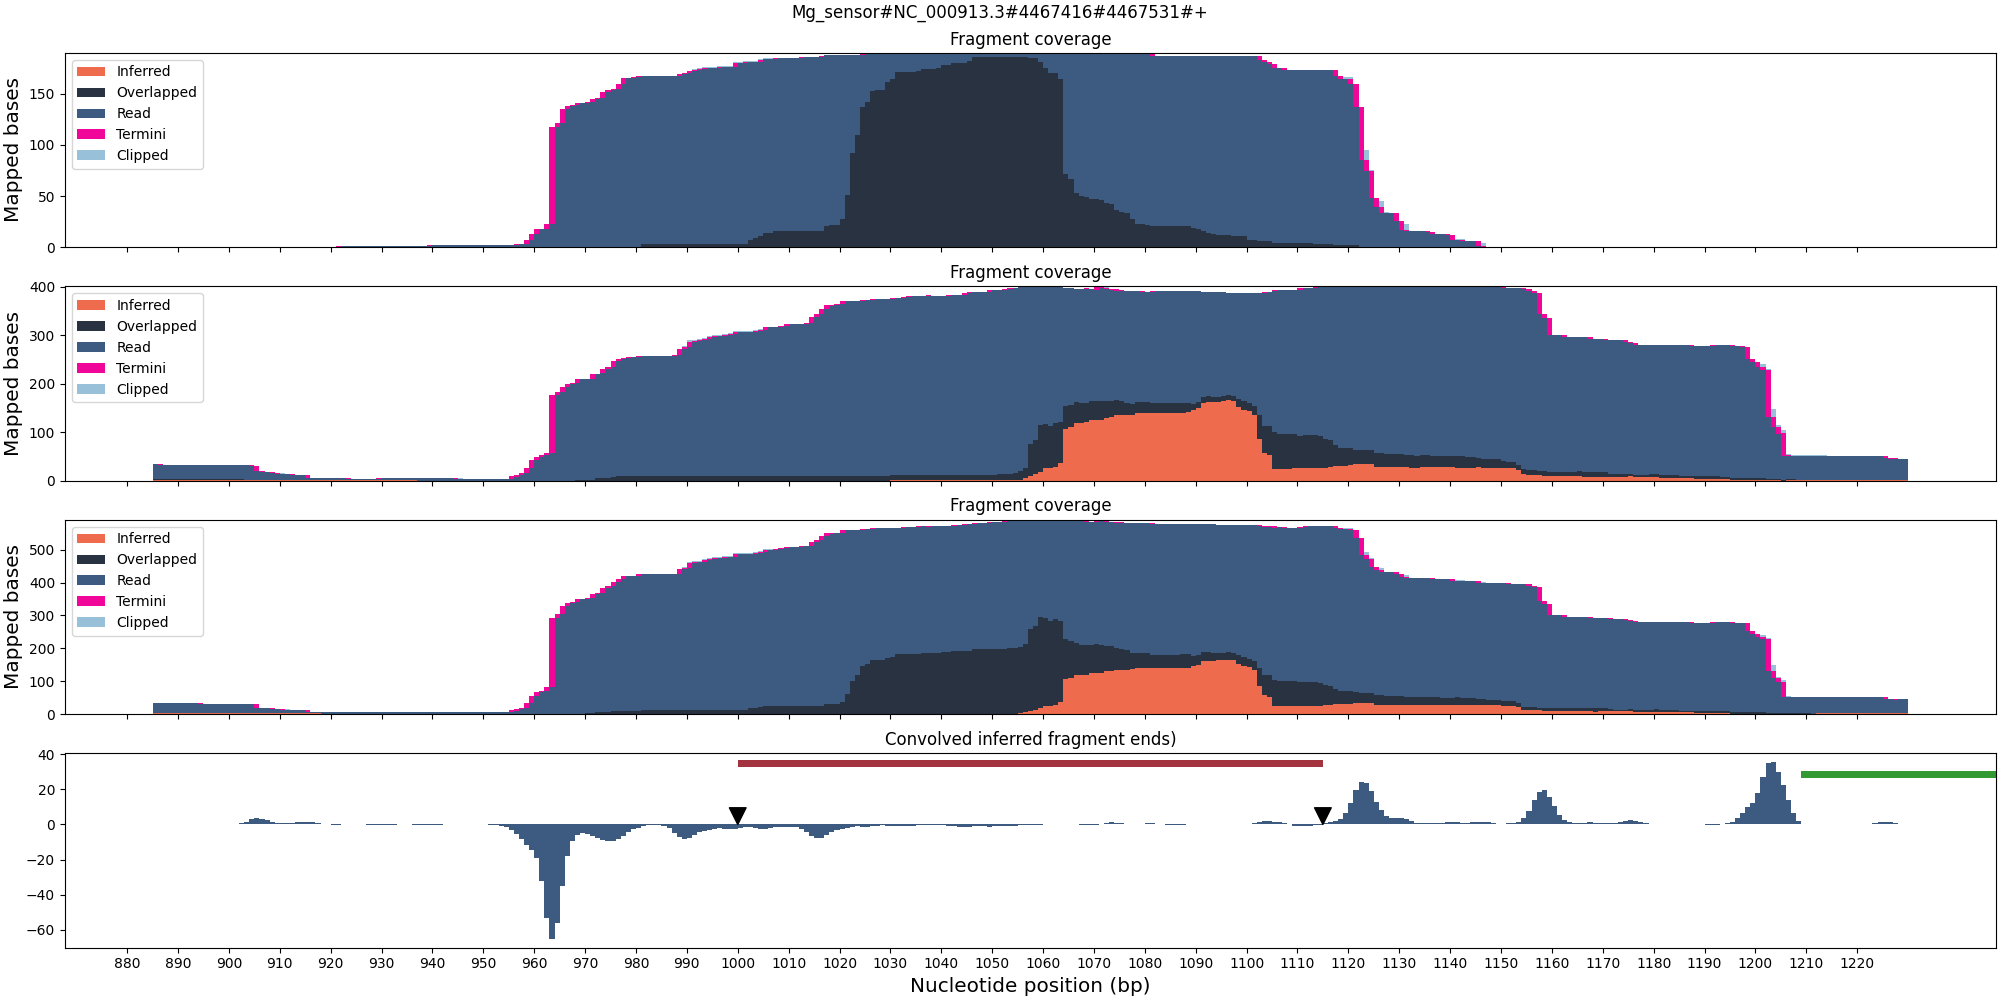 Mg_sensor#NC_000913.3#4467416#4467531#+
Fragment coverage
Mapped bases
150
100
50
0
Inferred
Overlapped
Read
Termini
Clipped
Fragment coverage
Mapped bases
400
300
200
100
0
Inferred
Overlapped
Read
Termini
Clipped
Fragment coverage
Mapped bases
500
400
300
200
100
0
Inferred
Overlapped
Read
Termini
Clipped
Convolved inferred fragment ends)
40
20
0
−20
−40
−60
880 890 900 910 920 930 940 950 960 970 980 990 1000 1010 1020 1030 1040 1050 1060 1070 1080 1090 1100 1110 1120 1130 1140 1150 1160 1170 1180 1190 1200 1210 1220
Nucleotide position (bp)